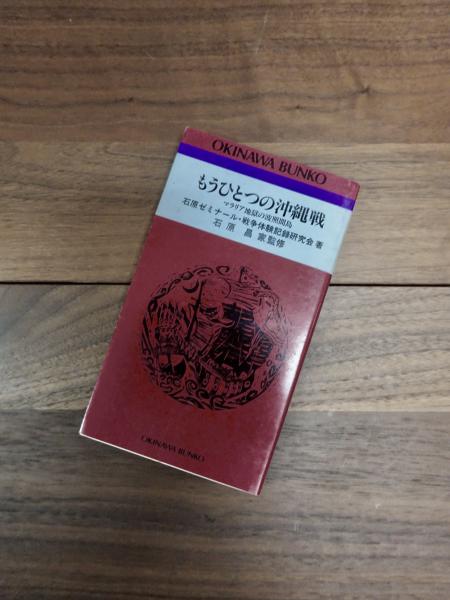 OKINAWA BUNKO
もうひとつの沖縄戦
マラリア地獄の波照間島
石原ゼミナール・戦争体験記録研究会 著
石原 昌家 監修
OKINAWA BUNKO